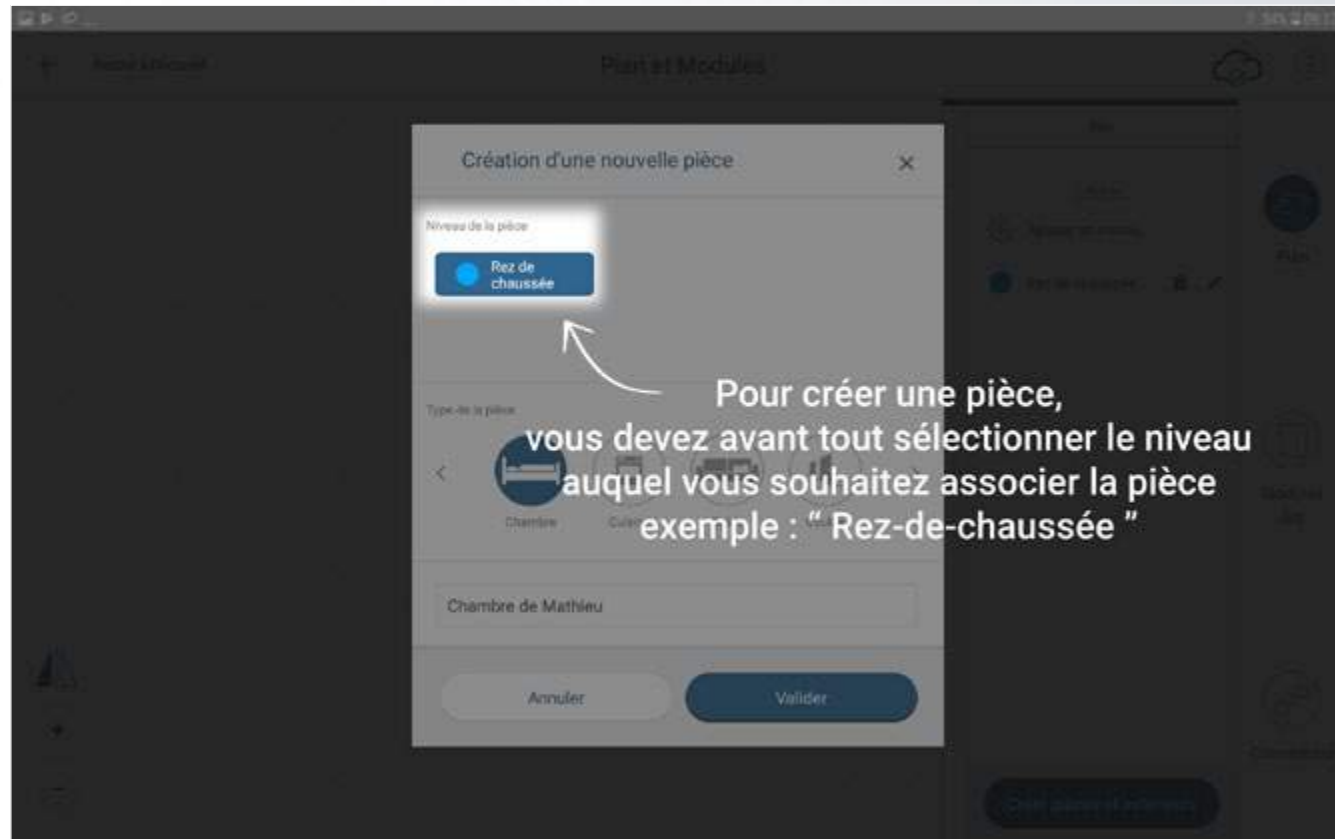 Plan et Modules
Création d'une nouvelle pièce
Niveau de la pièce
Rez de
chaussée
Pour créer une pièce,
vous devez avant tout sélectionner le niveau
auquel vous souhaitez associer la pièce
exemple : “ Rez-de-chaussée ”
Type de la pièce
Chambre
Chambre de Mathieu
Annuler
Valider
Plan